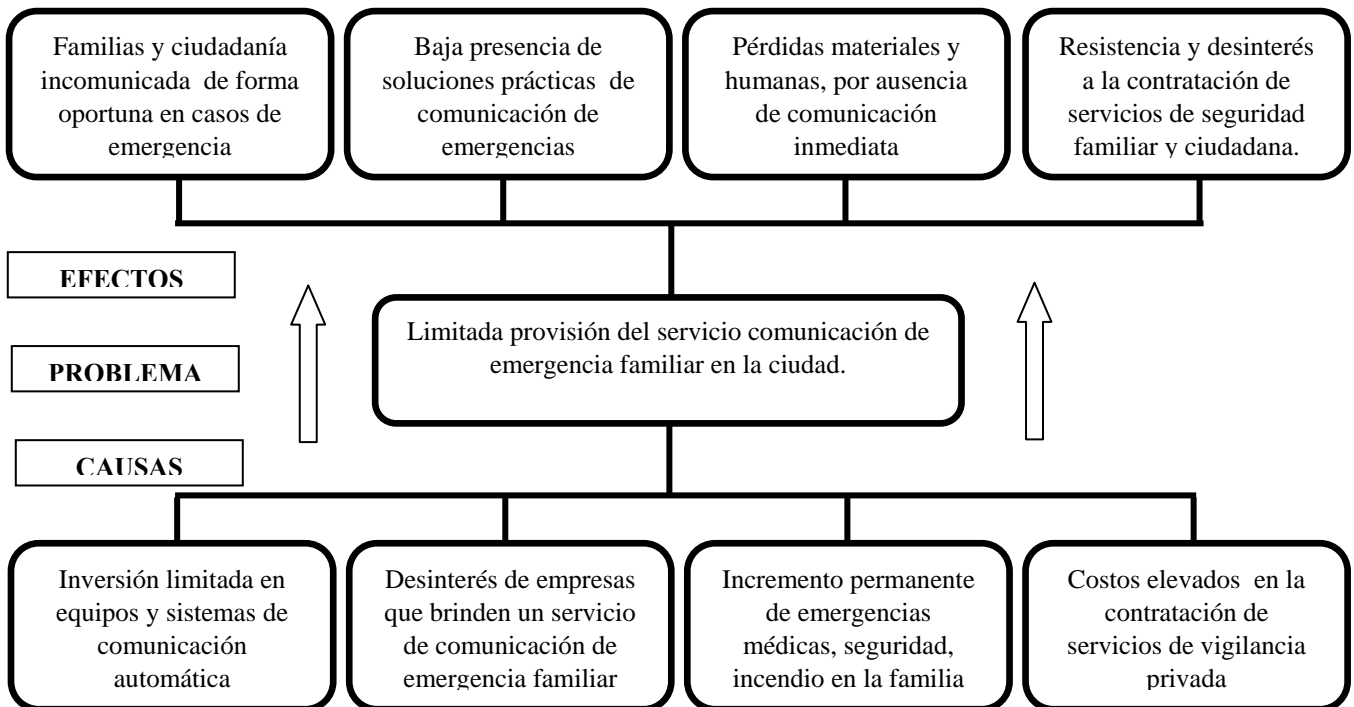 Familias y ciudadanía
incomunicada de forma
oportuna en casos de
emergencia
Baja presencia de
soluciones prácticas de
comunicación de
emergencias
Pérdidas materiales y
humanas, por ausencia
de comunicación
inmediata
Resistencia y desinterés
a la contratación de
servicios de seguridad
familiar y ciudadana.
EFECTOS
Limitada provisión del servicio comunicación de
emergencia familiar en la ciudad.
PROBLEMA
CAUSAS
Inversión limitada en
equipos y sistemas de
comunicación
automática
Desinterés de empresas
que brinden un servicio
de comunicación de
emergencia familiar
Incremento permanente
de emergencias
médicas, seguridad,
incendio en la familia
Costos elevados en la
contratación de
servicios de vigilancia
privada